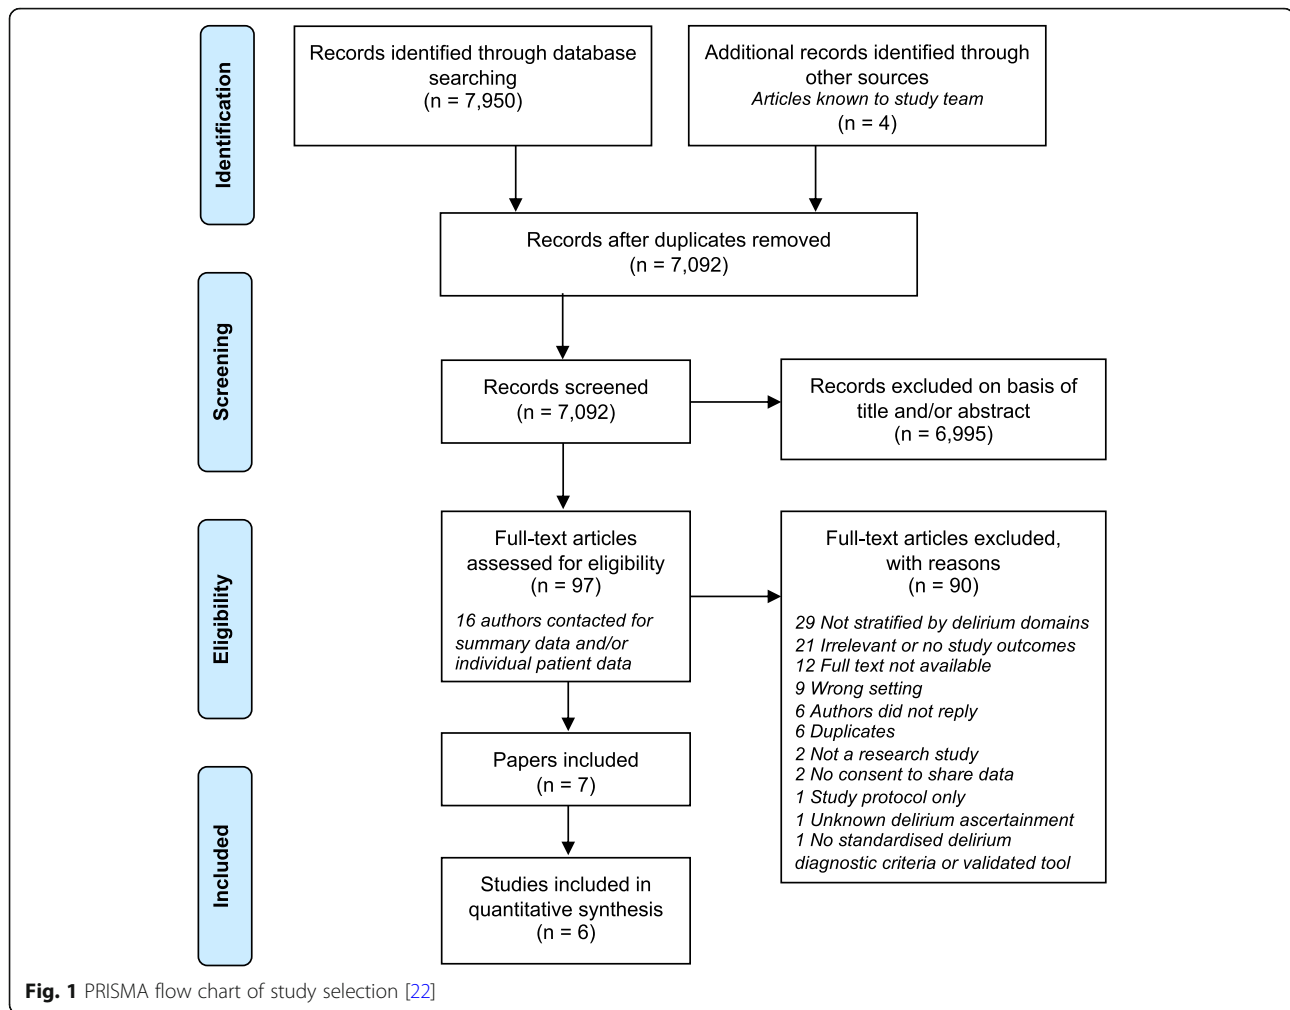 Identification
Records identified through database
searching
(n = 7,950)
Additional records identified through
other sources
Articles known to study team
(n = 4)
Records after duplicates removed
(n = 7,092)
Screening
Records screened
(n = 7,092)
Records excluded on basis of
title and/or abstract
(n = 6,995)
Eligibility
Full-text articles
assessed for eligibility
(n = 97)
16 authors contacted for
summary data and/or
individual patient data
Full-text articles excluded,
with reasons
(n = 90)
29 Not stratified by delirium domains
21 Irrelevant or no study outcomes
12 Full text not available
9 Wrong setting
6 Authors did not reply
6 Duplicates
2 Not a research study
2 No consent to share data
1 Study protocol only
1 Unknown delirium ascertainment
1 No standardised delirium
diagnostic criteria or validated tool
Included
Papers included
(n = 7)
Studies included in
quantitative synthesis
(n = 6)
Fig. 1 PRISMA flow chart of study selection [22]